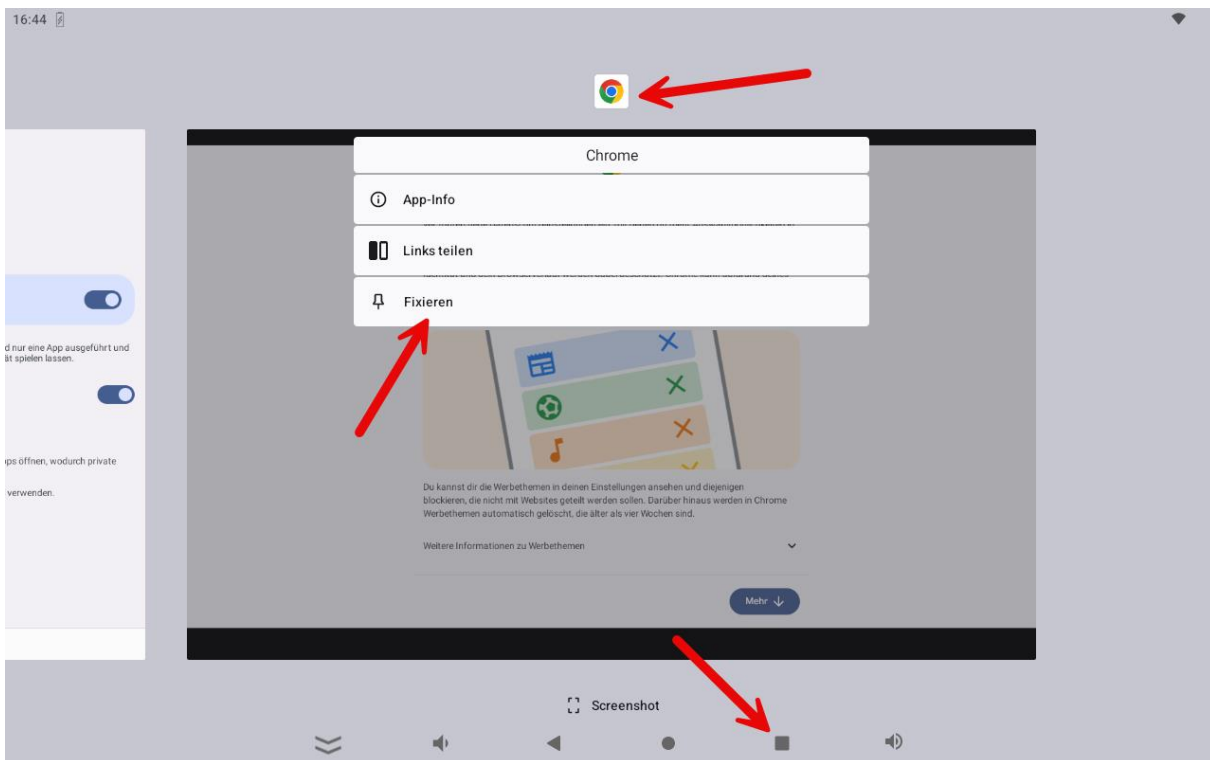 16:44
Chrome
App-Info
Links teilen
Fixieren
d nur eine App ausgeführt und
ät spielen lassen.
ops öffnen, wodurch private
verwenden.
Du kannst dir die Werbethemen in deinen Einstellungen ansehen und diejenigen
blockieren, die nicht mit Websites geteilt werden sollen. Darüber hinaus werden in Chrome
Werbethemen automatisch gelöscht, die älter als vier Wochen sind.
Weitere Informationen zu Werbethemen
Mehr
Screenshot